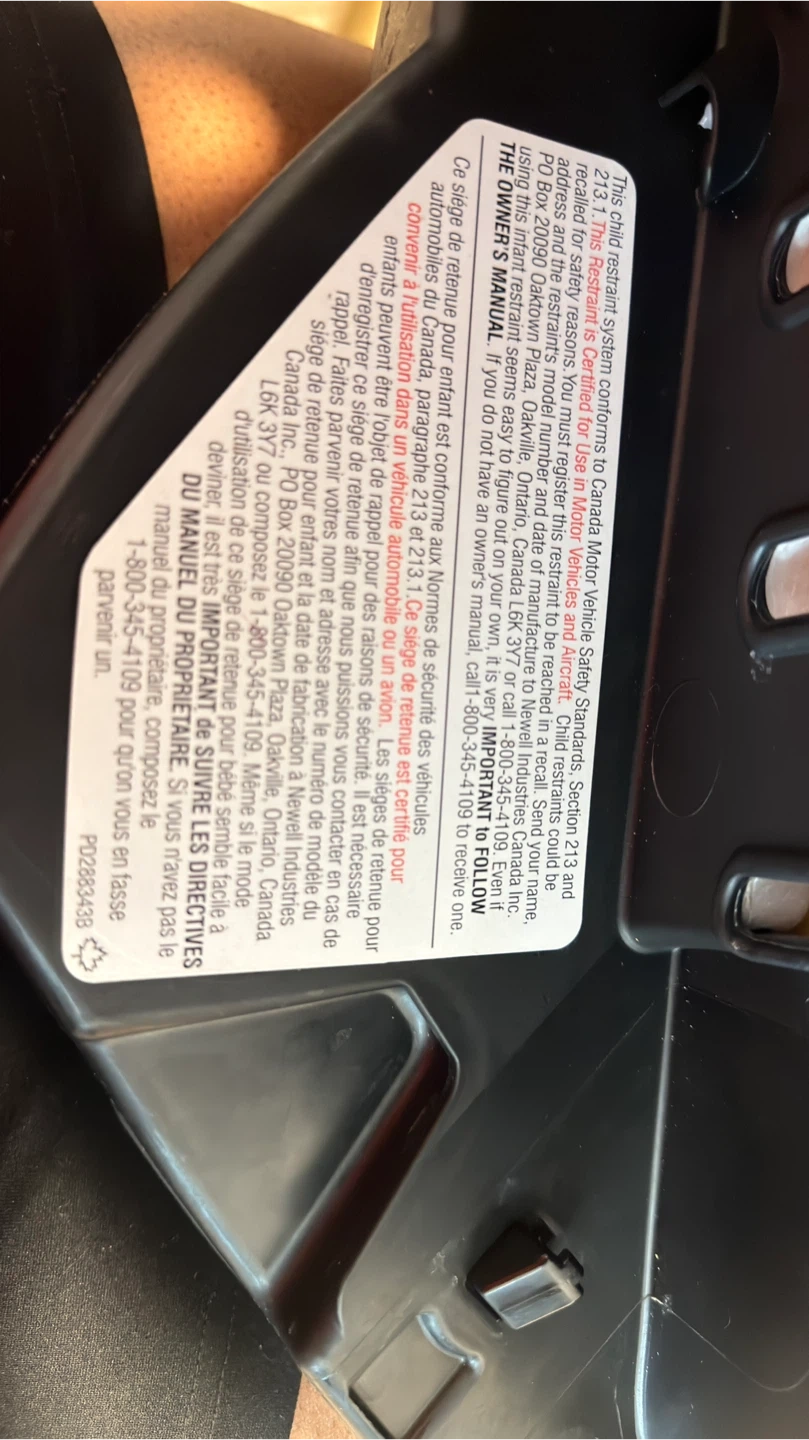 This child restraint system conforms to Canada Motor Vehicle Safety Standards, Section 213 and
213.1. This Restraint is Certified for Use in Motor Vehicles and Aircraft. Child restraints could be
recalled for safety reasons. You must register this restraint to be reached in a recall. Send your name,
address and the restraint's model number and date of manufacture to Newell Industries Canada Inc.
PO Box 20090 Oaktown Plaza, Oakville, Ontario, Canada L6K 3Y7 or call 1-800-345-4109. Even if
using this infant restraint seems easy to figure out on your own, it is very IMPORTANT to FOLLOW
THE OWNER'S MANUAL. If you do not have an owner's manual, call1-800-345-4109 to receive one.
Ce siége de retenue pour enfant est conforme aux Normes de sécurité des véhicules
automobiles du Canada, paragraphe 213 et 213.1.Ce siége de retenue est certifié pour
convenir à l'utilisation dans un véhicule automobile ou un avion. Les siéges de retenue pour
enfants peuvent être l'objet de rappel pour des raisons de sécurité. Il est nécessaire
d'enregistrer ce siége de retenue afin que nous puissions vous contacter en cas de
rappel. Faites parvenir votres nom et adresse avec le numéro de modèle du
siége de retenue pour enfant et la date de fabrication à Newell Industries
Canada Inc., PO Box 20090 Oaktown Plaza, Oakville, Ontario, Canada
L6K 3Y7 ou composez le 1-800-345-4109. Même si le mode
d'utilisation de ce siége de retenue pour bébé semble facile à
deviner, il est très IMPORTANT de SUIVRE LES DIRECTIVES
DU MANUEL DU PROPRIÉTAIRE. Si vous n'avez pas le
manuel du propriétaire, composez le
1-800-345-4109 pour qu'on vous en fasse
parvenir un.
PD288343B